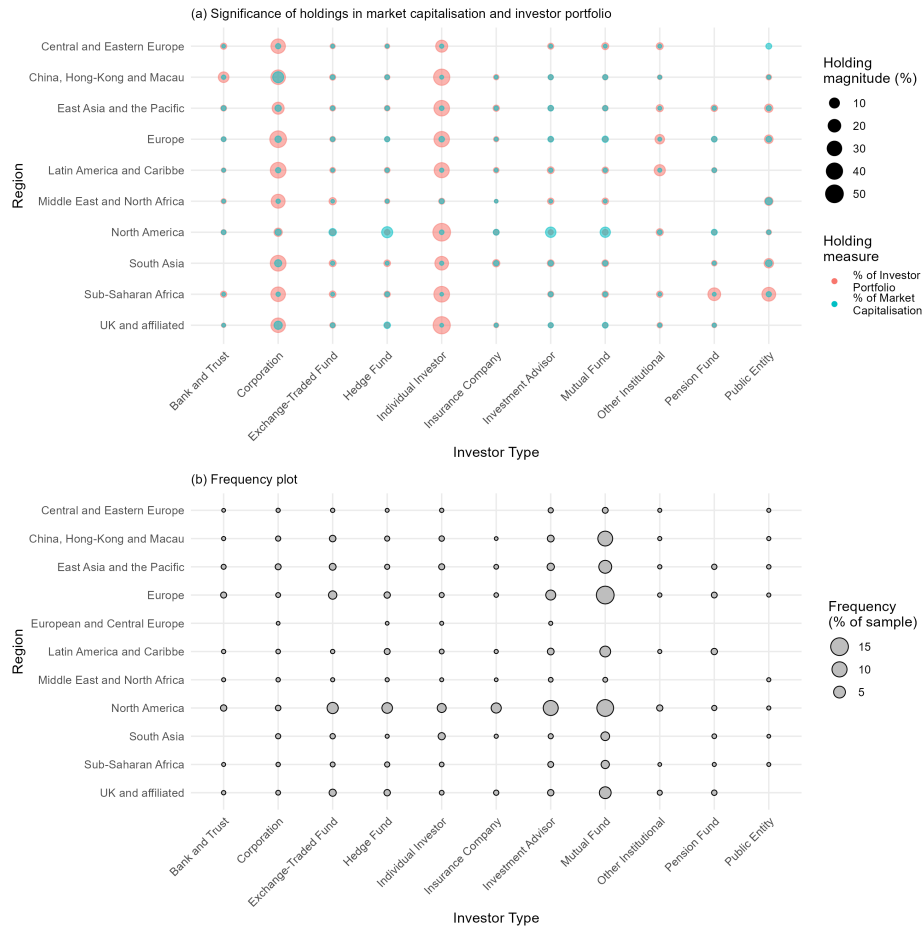 (a) Significance of holdings in market capitalisation and investor portfolio
Region
Central and Eastern Europe
China, Hong-Kong and Macau
East Asia and the Pacific
Europe
Latin America and Caribbe
Middle East and North Africa
North America
South Asia
Sub-Saharan Africa
UK and affiliated
Bank and Trust
Corporation
Exchange-Traded Fund
Hedge Fund
Individual Investor
Insurance Company
Investment Advisor
Mutual Fund
Other Institutional
Pension Fund
Public Entity
Investor Type
Holding
magnitude (%)
10
20
30
40
50
Holding
measure
% of Investor
Portfolio
% of Market
Capitalisation
(b) Frequency plot
Region
Central and Eastern Europe
China, Hong-Kong and Macau
East Asia and the Pacific
Europe
European and Central Europe
Latin America and Caribbe
Middle East and North Africa
North America
South Asia
Sub-Saharan Africa
UK and affiliated
Bank and Trust
Corporation
Exchange-Traded Fund
Hedge Fund
Individual Investor
Insurance Company
Investment Advisor
Mutual Fund
Other Institutional
Pension Fund
Public Entity
Investor Type
Frequency
(% of sample)
15
10
5